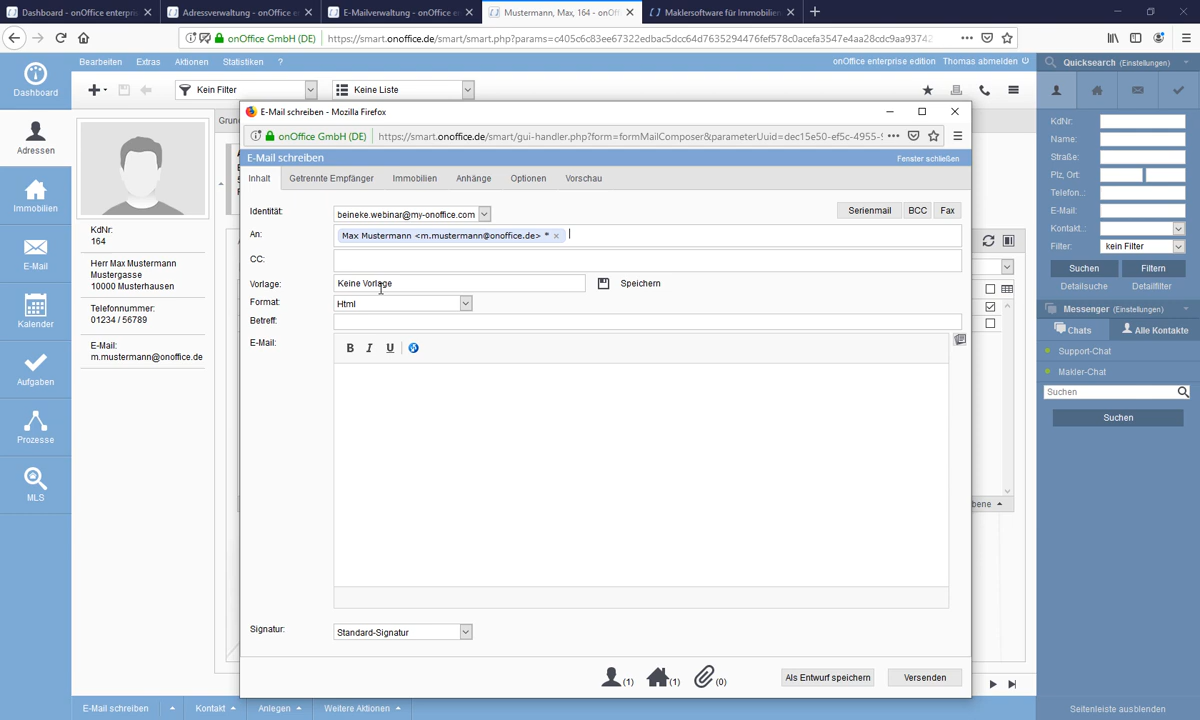 Dashboard - onOffice enterpris
Adressverwaltung - onOffice en
E-Mailverwaltung - onOffice en
Mustermann, Max, 164 - onOffi
Maklersoftware für Immobilien
onOffice GmbH (DE)
https://smart.onoffice.de/smart/smart.php?params=c405c6c83ee67322edbac5dcc64d7635294476fef578c0acefa3547e4aa28cdc9aa93742
Bearbeiten Extras Aktionen Statistiken ?
onOffice enterprise edition Thomas abmelden
Kein Filter
Keine Liste
Dashboard
Adressen
Immobilien
E-Mail
Kalender
Aufgaben
Prozesse
MLS
KdNr:
164
Herr Max Mustermann
Mustergasse
10000 Musterhausen
Telefonnummer:
01234 / 56789
E-Mail:
m.mustermann@onoffice.de
E-Mail schreiben - Mozilla Firefox
onOffice GmbH (DE)
https://smart.onoffice.de/smart/gui-handler.php?form=formMailComposer&parameterUuid=dec15e50-ef5c-4955-9
E-Mail schreiben
Fenster schließen
Inhalt Getrennte Empfänger Immobilien Anhänge Optionen Vorschau
Identität: beineke.webinar@my-onoffice.com
Serienmail BCC Fax
An: Max Mustermann <m.mustermann@onoffice.de> * ×
CC:
Vorlage: Keine Vorlage
Speichern
Format: Html
Betreff:
E-Mail:
B I U
Signatur: Standard-Signatur
(1) (1) (0)
Als Entwurf speichern Versenden
Quicksearch (Einstellungen)
KdNr:
Name:
Straße:
Plz, Ort:
Telefon..:
E-Mail:
Kontakt.:
Filter: kein Filter
Suchen Filtern
Detailsuche Detailfilter
Messenger (Einstellungen)
Chats Alle Kontakte
Support-Chat
Makler-Chat
Suchen
Suchen
E-Mail schreiben Kontakt Anlegen Weitere Aktionen
Seitenleiste ausblenden